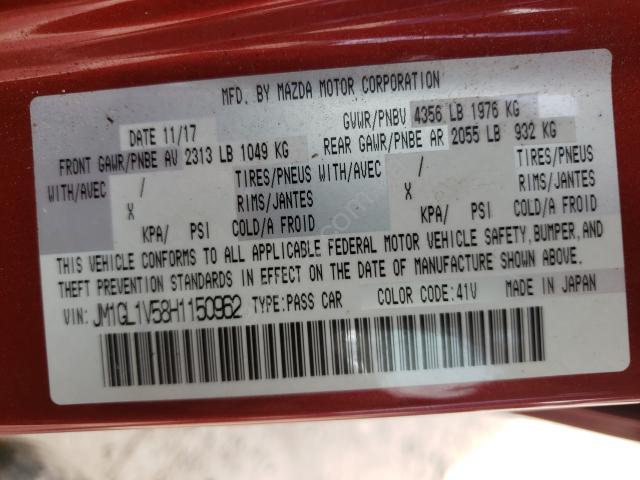 MFD. BY MAZDA MOTOR CORPORATION
DATE 11/17 GVWR/PNBV 4356 LB 1976 KG
FRONT GAWR/PNBE AV 2313 LB 1049 KG REAR GAWR/PNBE AR 2055 LB 932 KG
WITH/AVEC / TIRES/PNEUS WITH/AVEC / TIRES/PNEUS
X RIMS/JANTES X RIMS/JANTES
KPA/ PSI COLD/A FROID KPA/ PSI COLD/A FROID
THIS VEHICLE CONFORMS TO ALL APPLICABLE FEDERAL MOTOR VEHICLE SAFETY, BUMPER, AND
THEFT PREVENTION STANDARDS IN EFFECT ON THE DATE OF MANUFACTURE SHOWN ABOVE.
VIN: JM1GL1V58H1150962 TYPE:PASS CAR COLOR CODE:41V MADE IN JAPAN